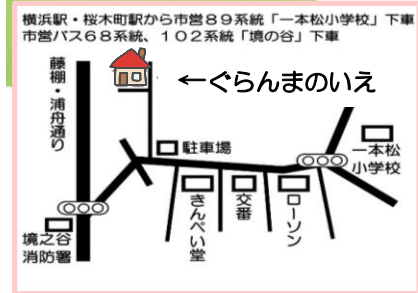 横浜駅・桜木町駅から市営89系統「一本松小学校」下車
市営バス68系統、102系統「境の谷」下車
藤棚・浦舟通り
←ぐらんまのいえ
駐車場
一本松
小学校
きんぺい堂
交番
ローソン
境之谷
消防署